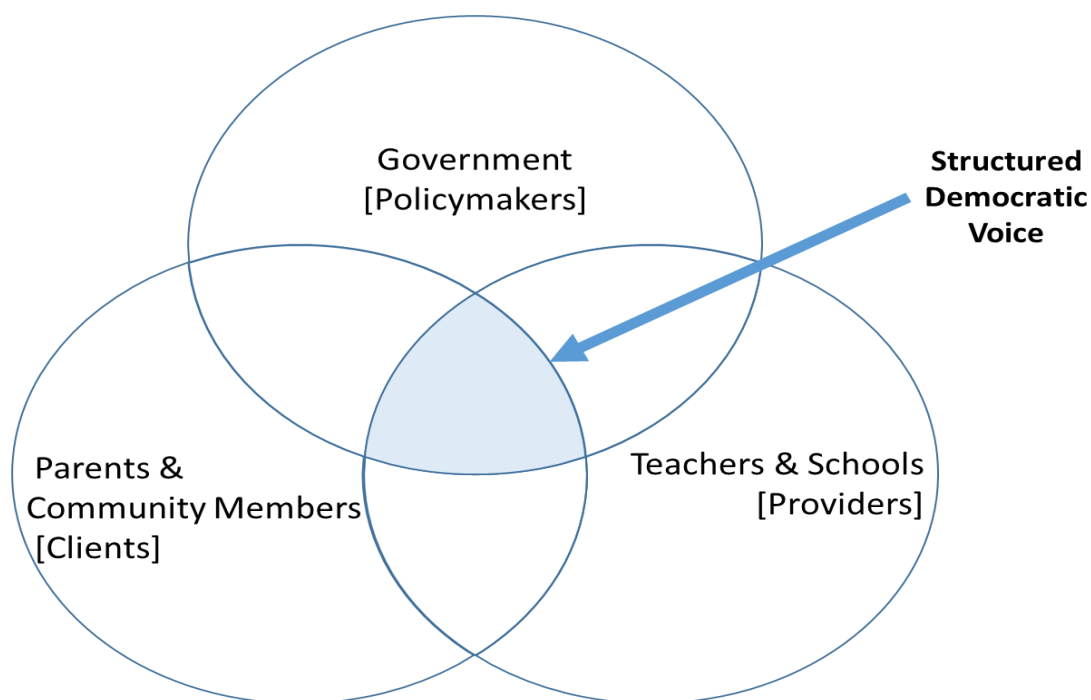 Government
[Policymakers]
Structured
Democratic
Voice
Parents &
Community Members
[Clients]
Teachers & Schools
[Providers]